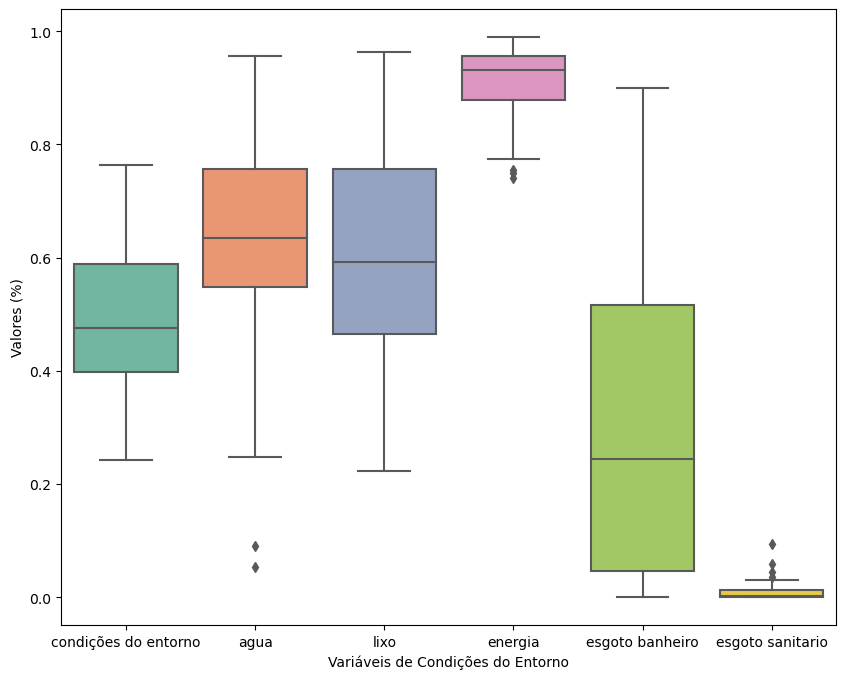 1.0
0.8
0.6
0.4
0.2
0.0
Valores (%)
condições do entorno agua lixo energia esgoto banheiro esgoto sanitario
Variáveis de Condições do Entorno